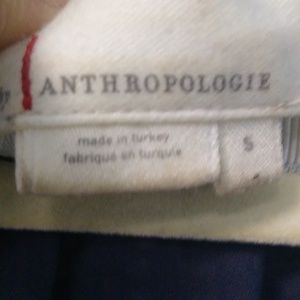 ANTHROPOLOGIE
made in turkey
fabriqué en turquie
S